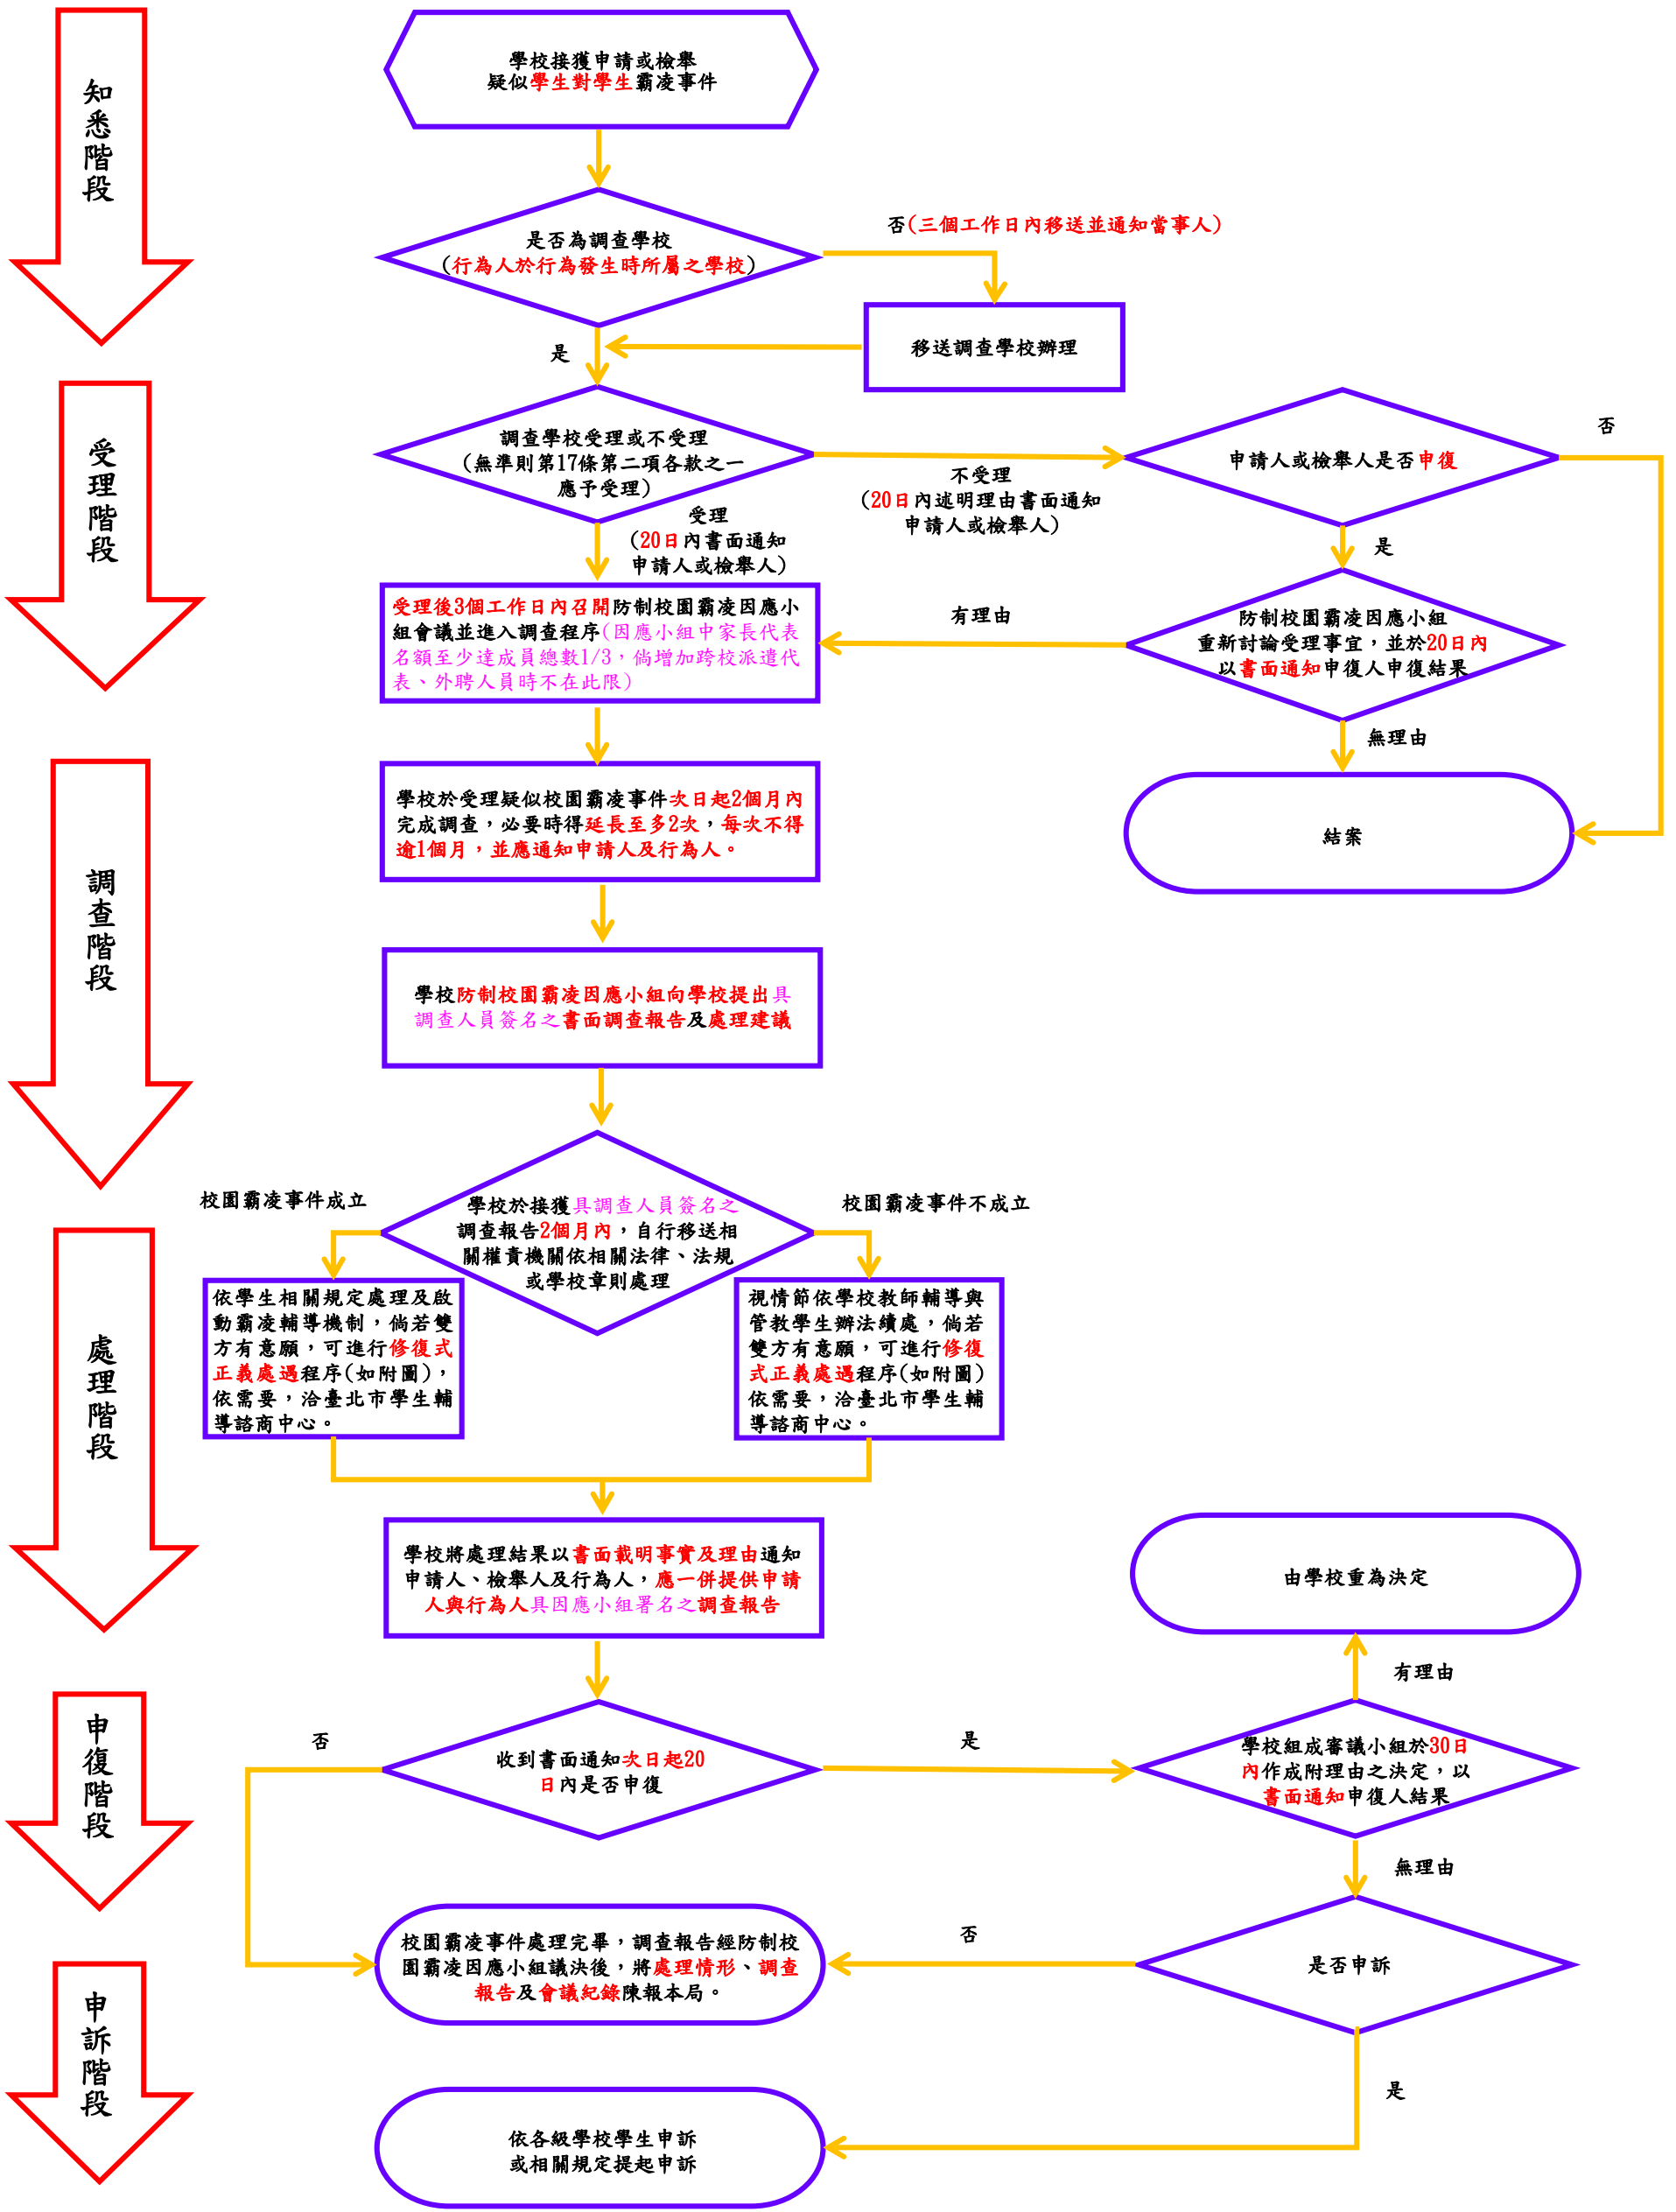 知悉階段
學校接獲申請或檢舉
疑似學生對學生霸凌事件
是否為調查學校
(行為人於行為發生時所屬之學校)
否(三個工作日內移送並通知當事人)
移送調查學校辦理
是
受理階段
調查學校受理或不受理
(無準則第17條第二項各款之一
應予受理)
不受理
(20日內述明理由書面通知
申請人或檢舉人)
申請人或檢舉人是否申復
否
受理
(20日內書面通知
申請人或檢舉人)
是
受理後3個工作日內召開防制校園霸凌因應小
組會議並進入調查程序(因應小組中家長代表
名額至少達成員總數1/3，倘增加跨校派遣代
表、外聘人員時不在此限)
有理由
防制校園霸凌因應小組
重新討論受理事宜，並於20日內
以書面通知申復人申復結果
無理由
結案
調查階段
學校於受理疑似校園霸凌事件次日起2個月內
完成調查，必要時得延長至多2次，每次不得
逾1個月，並應通知申請人及行為人。
學校防制校園霸凌因應小組向學校提出具
調查人員簽名之書面調查報告及處理建議
處理階段
校園霸凌事件成立
學校於接獲具調查人員簽名之
調查報告2個月內，自行移送相
關權責機關依相關法律、法規
或學校章則處理
校園霸凌事件不成立
依學生相關規定處理及啟
動霸凌輔導機制，倘若雙
方有意願，可進行修復式
正義處遇程序(如附圖)，
依需要，洽臺北市學生輔
導諮商中心。
視情節依學校教師輔導與
管教學生辦法續處，倘若
雙方有意願，可進行修復
式正義處遇程序(如附圖)
依需要，洽臺北市學生輔
導諮商中心。
學校將處理結果以書面載明事實及理由通知
申請人、檢舉人及行為人，應一併提供申請
人與行為人具因應小組署名之調查報告
由學校重為決定
有理由
申復階段
否
收到書面通知次日起20
日內是否申復
是
學校組成審議小組於30日
內作成附理由之決定，以
書面通知申復人結果
無理由
申訴階段
校園霸凌事件處理完畢，調查報告經防制校
園霸凌因應小組議決後，將處理情形、調查
報告及會議紀錄陳報本局。
否
是否申訴
是
依各級學校學生申訴
或相關規定提起申訴